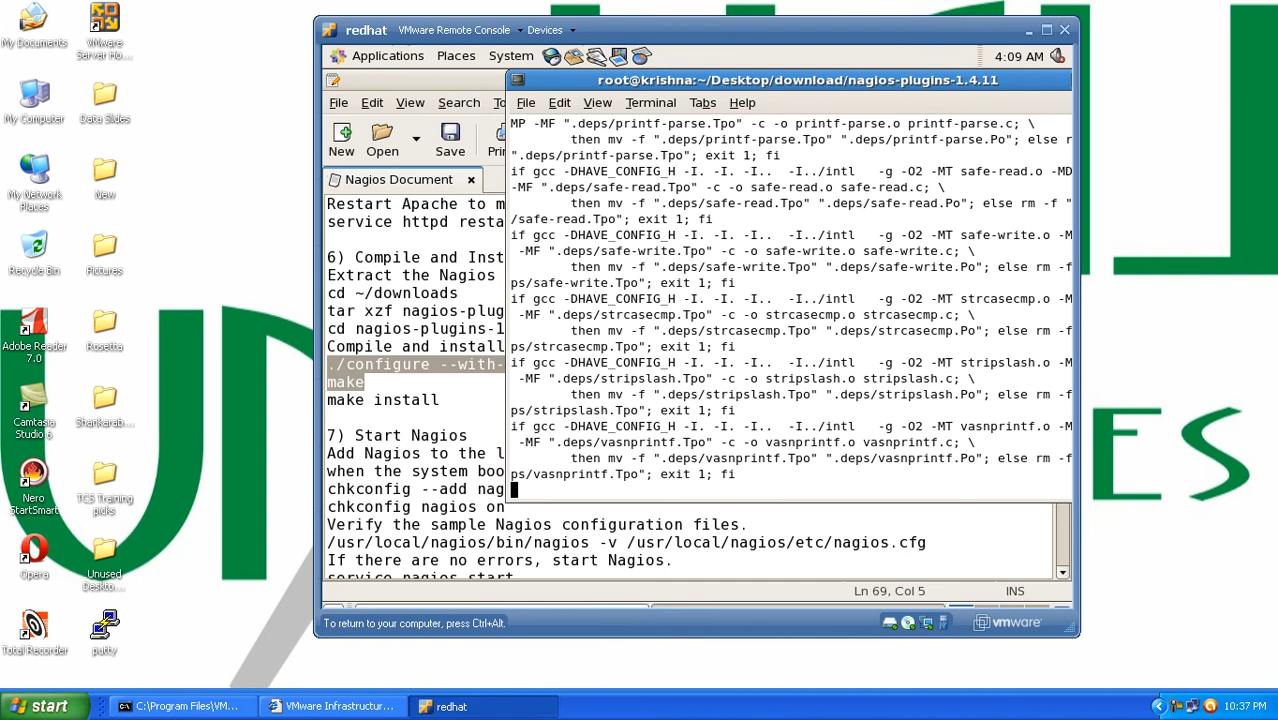 My Documents
VMware Server Ho...
My Computer
Data Slides
My Network Places
New
Recycle Bin
Pictures
Adobe Reader 7.0
Rosetta
Camtasia Studio 6
Shankarab...
Nero StartSmart
TCS Training picks
Opera
Unused Deskto...
Total Recorder
putty
redhat VMware Remote Console Devices
Applications Places System 4:09 AM
File Edit View Search To
New Open Save Prin
Nagios Document
Restart Apache to m
service httpd resta
6) Compile and Inst
Extract the Nagios
cd ~/downloads
tar xzf nagios-plug
cd nagios-plugins-1
Compile and install
./configure --with-
make
make install
7) Start Nagios
Add Nagios to the l
when the system boo
chkconfig --add nag
chkconfig nagios on
Verify the sample Nagios configuration files.
/usr/local/nagios/bin/nagios -v /usr/local/nagios/etc/nagios.cfg
If there are no errors, start Nagios.
service nagios start
Ln 69, Col 5 INS
root@krishna:~/Desktop/download/nagios-plugins-1.4.11
File Edit View Terminal Tabs Help
MP -MF ".deps/printf-parse.Tpo" -c -o printf-parse.o printf-parse.c; \
then mv -f ".deps/printf-parse.Tpo" ".deps/printf-parse.Po"; else r
".deps/printf-parse.Tpo"; exit 1; fi
if gcc -DHAVE_CONFIG_H -I. -I. -I.. -I../intl -g -O2 -MT safe-read.o -MD
-MF ".deps/safe-read.Tpo" -c -o safe-read.o safe-read.c; \
then mv -f ".deps/safe-read.Tpo" ".deps/safe-read.Po"; else rm -f "
/safe-read.Tpo"; exit 1; fi
if gcc -DHAVE_CONFIG_H -I. -I. -I.. -I../intl -g -O2 -MT safe-write.o -M
-MF ".deps/safe-write.Tpo" -c -o safe-write.o safe-write.c; \
then mv -f ".deps/safe-write.Tpo" ".deps/safe-write.Po"; else rm -f
ps/safe-write.Tpo"; exit 1; fi
if gcc -DHAVE_CONFIG_H -I. -I. -I.. -I../intl -g -O2 -MT strcasecmp.o -M
-MF ".deps/strcasecmp.Tpo" -c -o strcasecmp.o strcasecmp.c; \
then mv -f ".deps/strcasecmp.Tpo" ".deps/strcasecmp.Po"; else rm -f
ps/strcasecmp.Tpo"; exit 1; fi
if gcc -DHAVE_CONFIG_H -I. -I. -I.. -I../intl -g -O2 -MT stripslash.o -M
-MF ".deps/stripslash.Tpo" -c -o stripslash.o stripslash.c; \
then mv -f ".deps/stripslash.Tpo" ".deps/stripslash.Po"; else rm -f
ps/stripslash.Tpo"; exit 1; fi
if gcc -DHAVE_CONFIG_H -I. -I. -I.. -I../intl -g -O2 -MT vasnprintf.o -M
-MF ".deps/vasnprintf.Tpo" -c -o vasnprintf.o vasnprintf.c; \
then mv -f ".deps/vasnprintf.Tpo" ".deps/vasnprintf.Po"; else rm -f
ps/vasnprintf.Tpo"; exit 1; fi
To return to your computer, press Ctrl+Alt.
vmware
start C:\Program Files\VM... VMware Infrastructur... redhat 10:37 PM